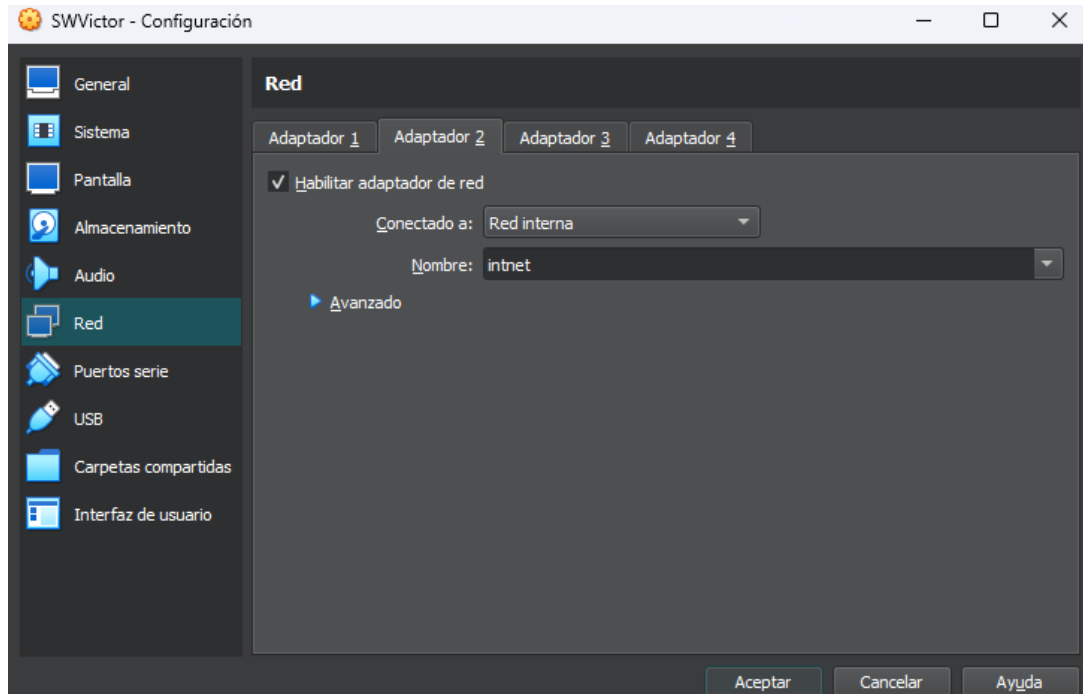 SWVictor - Configuración
General
Sistema
Pantalla
Almacenamiento
Audio
Red
Puertos serie
USB
Carpetas compartidas
Interfaz de usuario
Red
Adaptador 1 Adaptador 2 Adaptador 3 Adaptador 4
Habilitar adaptador de red
Conectado a: Red interna
Nombre: intnet
Avanzado
Aceptar Cancelar Ayuda